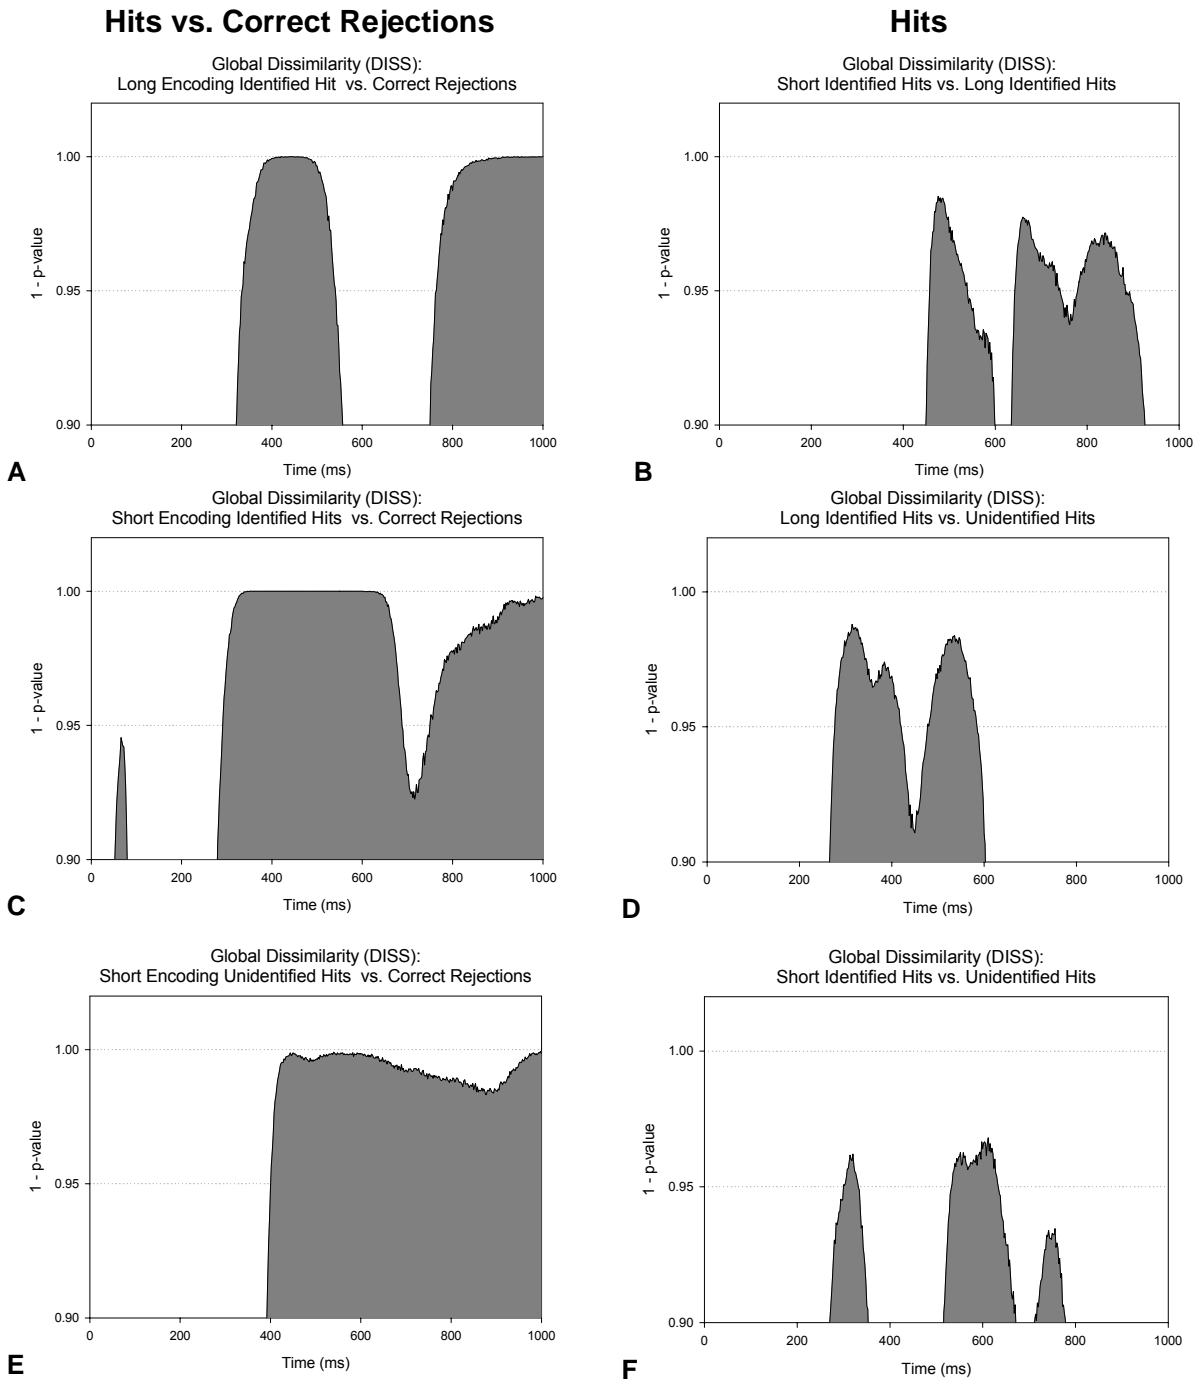 Hits vs. Correct Rejections
Hits
Global Dissimilarity (DISS):
Long Encoding Identified Hit vs. Correct Rejections
1.00
0.95
0.90
1 - p-value
0 200 400 600 800 1000
Time (ms)
A
Global Dissimilarity (DISS):
Short Identified Hits vs. Long Identified Hits
1.00
0.95
0.90
1 - p-value
0 200 400 600 800 1000
Time (ms)
B
Global Dissimilarity (DISS):
Short Encoding Identified Hits vs. Correct Rejections
1.00
0.95
0.90
1 - p-value
0 200 400 600 800 1000
Time (ms)
C
Global Dissimilarity (DISS):
Long Identified Hits vs. Unidentified Hits
1.00
0.95
0.90
1 - p-value
0 200 400 600 800 1000
Time (ms)
D
Global Dissimilarity (DISS):
Short Encoding Unidentified Hits vs. Correct Rejections
1.00
0.95
0.90
1 - p-value
0 200 400 600 800 1000
Time (ms)
E
Global Dissimilarity (DISS):
Short Identified Hits vs. Unidentified Hits
1.00
0.95
0.90
1 - p-value
0 200 400 600 800 1000
Time (ms)
F